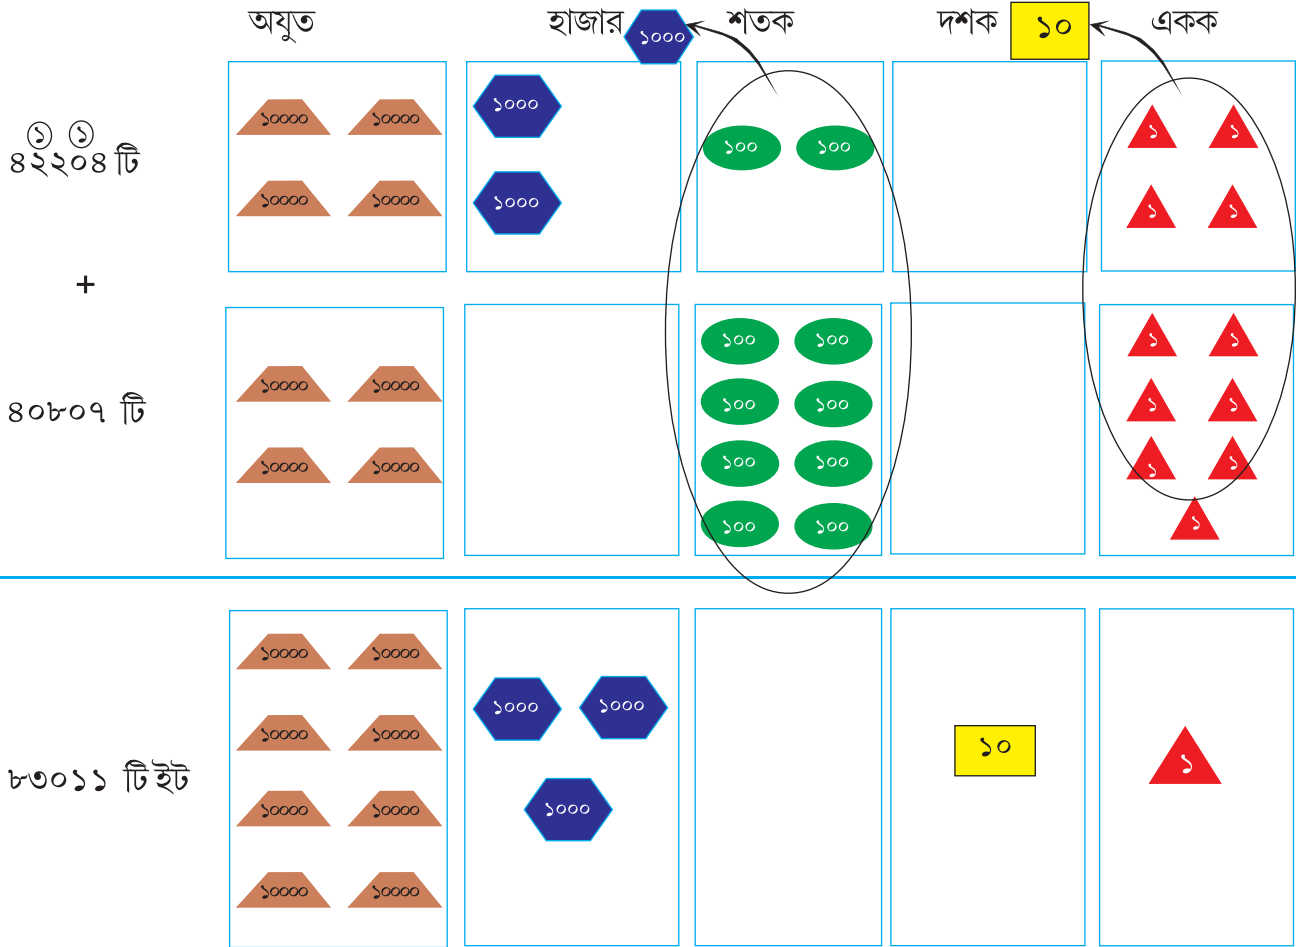 অযুত হাজার ১০০০ শতক দশক ১০ একক
১০০০০ ১০০০০ ১০০০ ১০০ ১০০ ১ ১
১ ১
৪২২০৪ টি
১০০০০ ১০০০০ ১০০০ ১ ১
+
১০০ ১০০ ১ ১
১০০০০ ১০০০০ ১০০ ১০০ ১ ১
৪০৮০৭ টি
১০০০০ ১০০০০ ১০০ ১০০ ১ ১
১০০ ১০০ ১
১০০০০ ১০০০০
১০০০০ ১০০০০ ১০০০ ১০০০ ১০
৮৩০১১ টি ইট ১
১০০০০ ১০০০০ ১০০০
১০০০০ ১০০০০